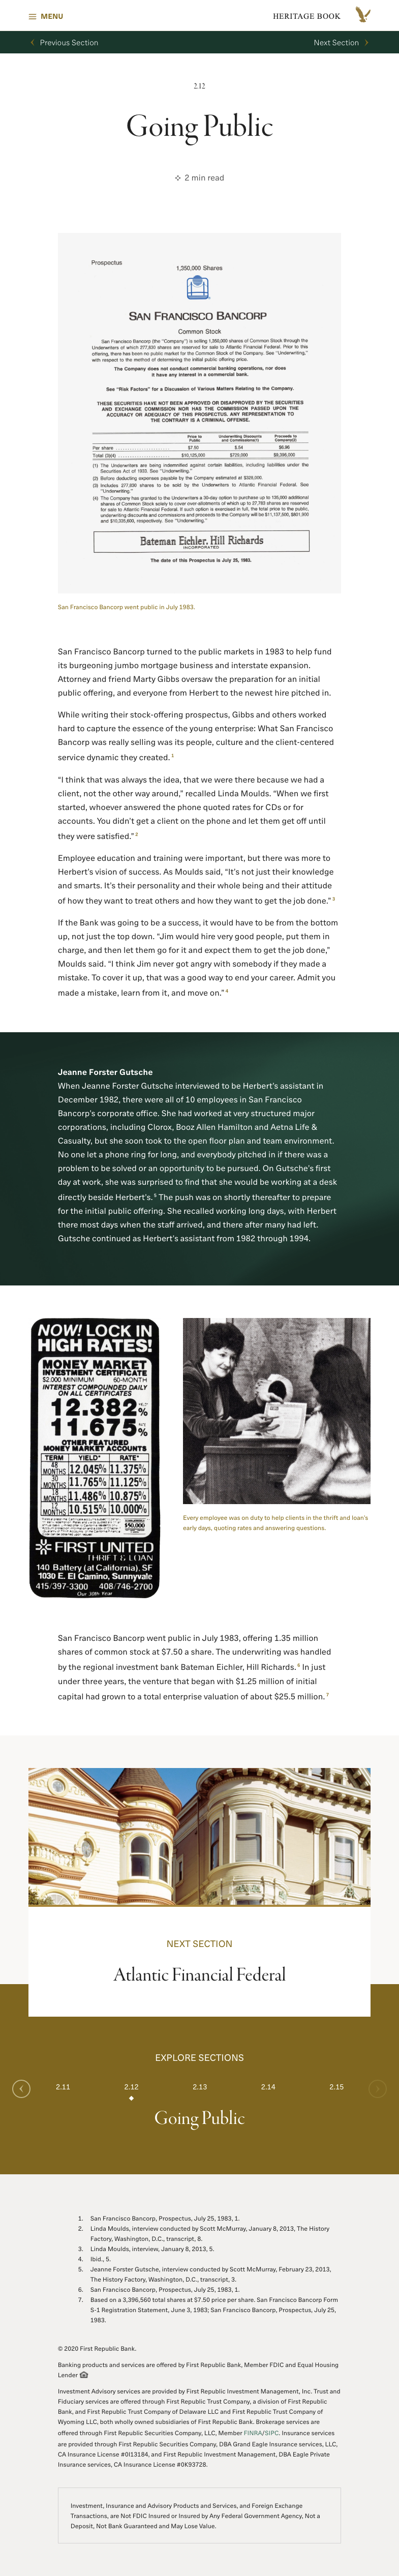 MENU
HERITAGE BOOK
Previous Section
Next Section
2.12
Going Public
2 min read
Prospectus
1,350,000 Shares
SAN FRANCISCO BANCORP
Common Stock
San Francisco Bancorp (the "Company") is selling 1,350,000 shares of Common Stock through the
Underwriters of which 277,830 shares are reserved for sale to Atlantic Financial Federal. Prior to this
offering, there has been no public market for the Common Stock of the Company. See "Underwriting,"
with respect to the method of determining the initial public offering price.
The Company does not conduct commercial banking operations, nor does
it have any interest in a commercial bank.
See "Risk Factors" for a Discussion of Various Matters Relating to the Company.
THESE SECURITIES HAVE NOT BEEN APPROVED OR DISAPPROVED BY THE SECURITIES
AND EXCHANGE COMMISSION NOR HAS THE COMMISSION PASSED UPON THE
ACCURACY OR ADEQUACY OF THIS PROSPECTUS. ANY REPRESENTATION TO
THE CONTRARY IS A CRIMINAL OFFENSE.
Price to Public
Underwriting Discounts and Commissions(1)
Proceeds to Company(2)
Per share $7.50 $.54 $6.96
Total (3)(4) $10,125,000 $729,000 $9,396,000
(1) The Underwriters are being indemnified against certain liabilities, including liabilities under the
Securities Act of 1933. See "Underwriting."
(2) Before deducting expenses payable by the Company estimated at
(3) Includes 277,830 shares to be sold by the Underwriters to Atlantic Financial Federal. See
"Underwriting."
(4) The Company has granted to the Underwriters a 30-day option to purchase up to 135,000 additional
shares of Common Stock solely to cover over-allotments, of which up to 27,783 shares are reserved
for sale to Atlantic Financial Federal. If such option is exercised in full, the total price to the public,
underwriting discounts and commissions and proceeds to the Company will be $11,137,500, $801,900
and $10,335,600, respectively. See "Underwriting."
Bateman Eichler, Hill Richards
INCORPORATED
The date of this Prospectus is July 25, 1983.
San Francisco Bancorp went public in July 1983.
San Francisco Bancorp turned to the public markets in 1983 to help fund
its burgeoning jumbo mortgage business and interstate expansion.
Attorney and friend Marty Gibbs oversaw the preparation for an initial
public offering, and everyone from Herbert to the newest hire pitched in.
While writing their stock-offering prospectus, Gibbs and others worked
hard to capture the essence of the young enterprise: What San Francisco
Bancorp was really selling was its people, culture and the client-centered
service dynamic they created. 1
“I think that was always the idea, that we were there because we had a
client, not the other way around,” recalled Linda Moulds. “When we first
started, whoever answered the phone quoted rates for CDs or for
accounts. You didn’t get a client on the phone and let them get off until
they were satisfied.” 2
Employee education and training were important, but there was more to
Herbert’s vision of success. As Moulds said, “It’s not just their knowledge
and smarts. It’s their personality and their whole being and their attitude
of how they want to treat others and how they want to get the job done.” 3
If the Bank was going to be a success, it would have to be from the bottom
up, not just the top down. “Jim would hire very good people, put them in
charge, and then let them go for it and expect them to get the job done,”
Moulds said. “I think Jim never got angry with somebody if they made a
mistake. To cover it up, that was a good way to end your career. Admit you
made a mistake, learn from it, and move on.” 4
Jeanne Forster Gutsche
When Jeanne Forster Gutsche interviewed to be Herbert’s assistant in
December 1982, there were all of 10 employees in San Francisco
Bancorp’s corporate office. She had worked at very structured major
corporations, including Clorox, Booz Allen Hamilton and Aetna Life &
Casualty, but she soon took to the open floor plan and team environment.
No one let a phone ring for long, and everybody pitched in if there was a
problem to be solved or an opportunity to be pursued. On Gutsche’s first
day at work, she was surprised to find that she would be working at a desk
directly beside Herbert’s. 5 The push was on shortly thereafter to prepare
for the initial public offering. She recalled working long days, with Herbert
there most days when the staff arrived, and there after many had left.
Gutsche continued as Herbert’s assistant from 1982 through 1994.
NOW! LOCK IN
HIGH RATES!
MONEY MARKET
INVESTMENT CERTIFICATE
$2,000 MINIMUM 60-MONTH
INTEREST COMPOUNDED DAILY
ON ALL CERTIFICATES
12.382%
11.675%
OTHER FEATURED
MONEY MARKET ACCOUNTS
TERM YIELD* RATE*
48 MONTHS 12.05% 11.375%
30 MONTHS 11.765% 11.125%
18 MONTHS 11.486% 10.875%
12 MONTHS 10.515% 10.000%
FIRST UNITED
THRIFT & LOAN
140 Battery (at California), SF
1030 E. El Camino, Sunnyvale
415/397-3300 408/746-2700
Our 30th Year
Every employee was on duty to help clients in the thrift and loan’s
early days, quoting rates and answering questions.
San Francisco Bancorp went public in July 1983, offering 1.35 million
shares of common stock at $7.50 a share. The underwriting was handled
by the regional investment bank Bateman Eichler, Hill Richards. 6 In just
under three years, the venture that began with $1.25 million of initial
capital had grown to a total enterprise valuation of about $25.5 million. 7
NEXT SECTION
Atlantic Financial Federal
EXPLORE SECTIONS
2.11
2.12
2.13
2.14
2.15
Going Public
1. San Francisco Bancorp, Prospectus, July 25, 1983, 1.
2. Linda Moulds, interview conducted by Scott McMurray, January 8, 2013, The History
Factory, Washington, D.C., transcript, 8.
3. Linda Moulds, interview, January 8, 2013, 5.
4. Ibid., 5.
5. Jeanne Forster Gutsche, interview conducted by Scott McMurray, February 23, 2013,
The History Factory, Washington, D.C., transcript, 3.
6. San Francisco Bancorp, Prospectus, July 25, 1983, 1.
7. Based on a 3,396,560 total shares at $7.50 price per share. San Francisco Bancorp Form
S-1 Registration Statement, June 3, 1983; San Francisco Bancorp, Prospectus, July 25,
1983.
© 2020 First Republic Bank.
Banking products and services are offered by First Republic Bank, Member FDIC and Equal Housing
Lender
Investment Advisory services are provided by First Republic Investment Management, Inc. Trust and
Fiduciary services are offered through First Republic Trust Company, a division of First Republic
Bank, and First Republic Trust Company of Delaware LLC and First Republic Trust Company of
Wyoming LLC, both wholly owned subsidiaries of First Republic Bank. Brokerage services are
offered through First Republic Securities Company, LLC, Member FINRA/SIPC. Insurance services
are provided through First Republic Securities Company, DBA Grand Eagle Insurance services, LLC,
CA Insurance License #0I13184, and First Republic Investment Management, DBA Eagle Private
Insurance services, CA Insurance License #0K93728.
Investment, Insurance and Advisory Products and Services, and Foreign Exchange
Transactions, are Not FDIC Insured or Insured by Any Federal Government Agency, Not a
Deposit, Not Bank Guaranteed and May Lose Value.